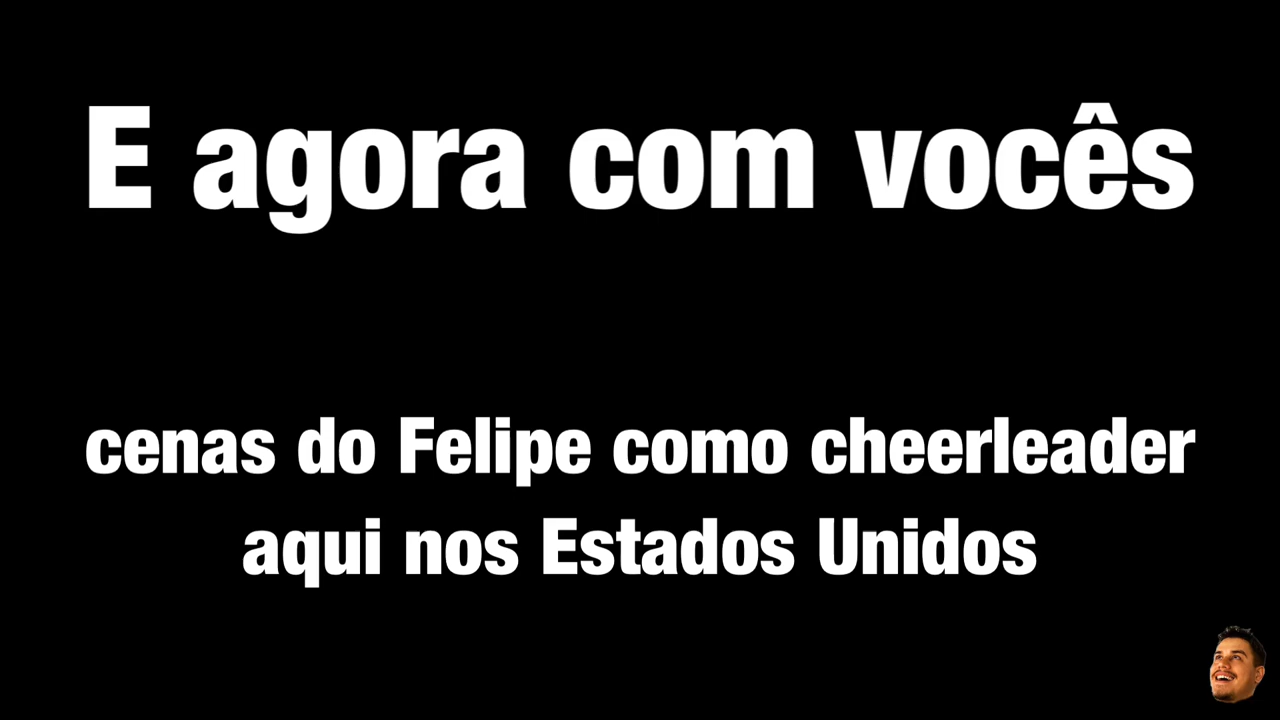 E agora com vocês
cenas do Felipe como cheerleader
aqui nos Estados Unidos